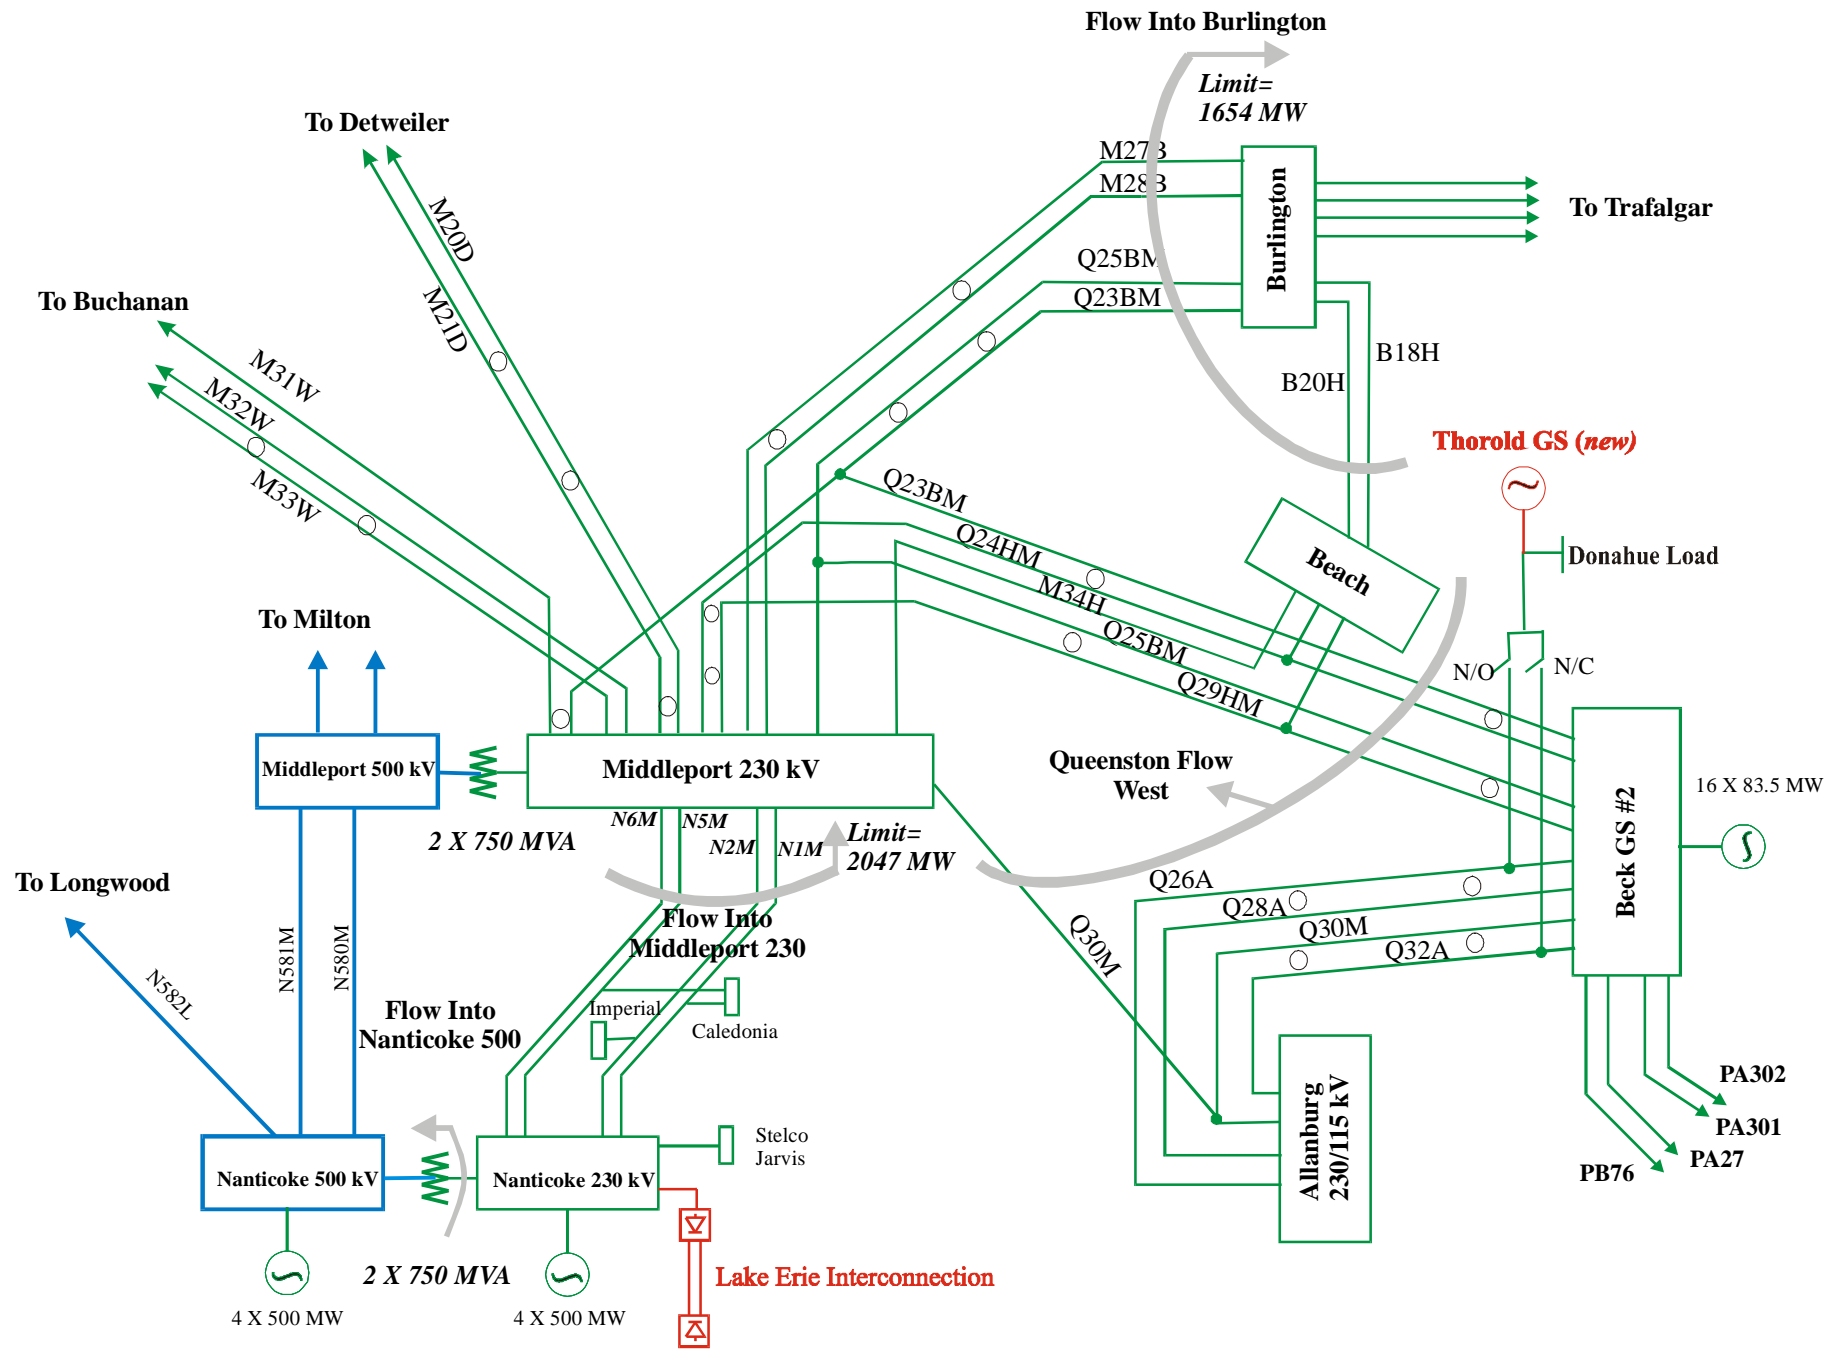 Flow Into Burlington
Limit=
1654 MW
To Detweiler
M27B
M28B
Burlington
To Trafalgar
M20D
M21D
Q25BM
Q23BM
To Buchanan
B18H
B20H
M31W
M32W
M33W
Thorold GS (new)
Q23BM
Q24HM
M34H
Q25BM
Q29HM
Beach
Donahue Load
N/O
N/C
To Milton
Middleport 500 kV
Middleport 230 kV
Queenston Flow
West
16 X 83.5 MW
Beck GS #2
2 X 750 MVA
N6M
N5M
N2M
N1M
Limit=
2047 MW
To Longwood
Q26A
Q28A
Q30M
Q32A
Flow Into
Middleport 230
Q30M
N581M
N580M
N582L
Flow Into
Nanticoke 500
Imperial
Caledonia
Allanburg
230/115 kV
PA302
PA301
PA27
PB76
Stelco
Jarvis
Nanticoke 500 kV
Nanticoke 230 kV
2 X 750 MVA
Lake Erie Interconnection
4 X 500 MW
4 X 500 MW